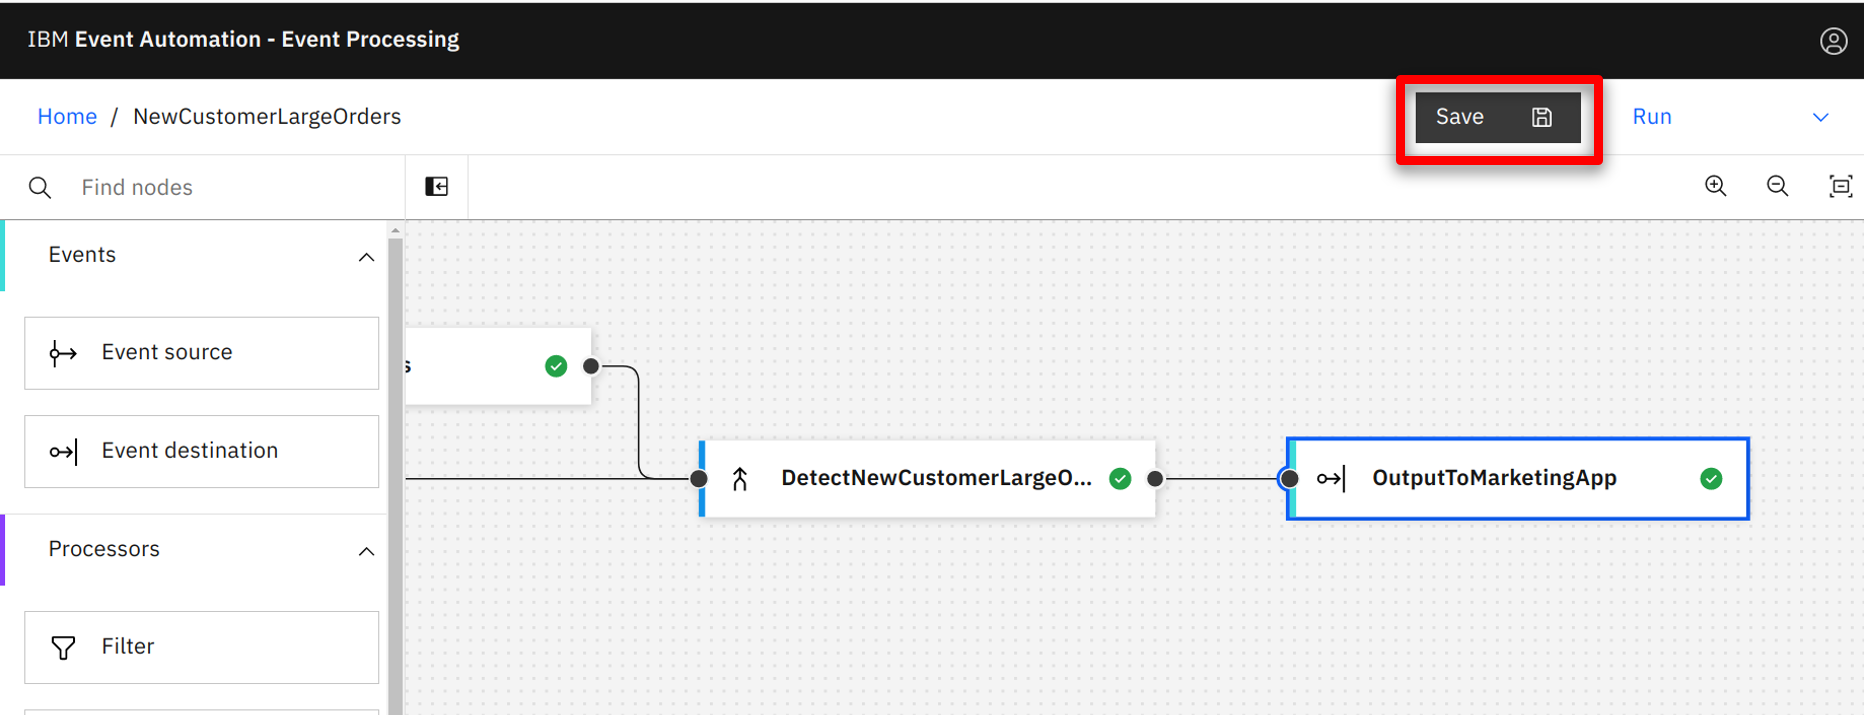 IBM Event Automation - Event Processing
Home / NewCustomerLargeOrders
Save
Run
Find nodes
Events
Event source
Event destination
Processors
Filter
s
DetectNewCustomerLargeO...
OutputToMarketingApp